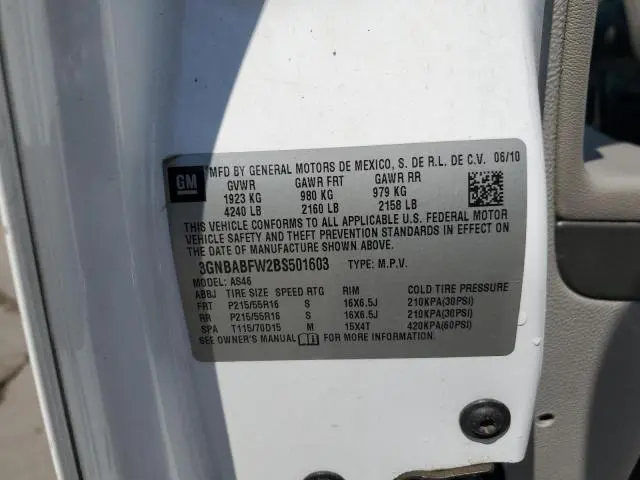 GM
MFD BY GENERAL MOTORS DE MEXICO, S. DE R.L. DE C.V. 06/10
GVWR GAWR FRT GAWR RR
1923 KG 980 KG 979 KG
4240 LB 2160 LB 2158 LB
THIS VEHICLE CONFORMS TO ALL APPLICABLE U.S. FEDERAL MOTOR
VEHICLE SAFETY AND THEFT PREVENTION STANDARDS IN EFFECT ON
THE DATE OF MANUFACTURE SHOWN ABOVE.
3GNBABFW2BS501603 TYPE: M.P.V.
MODEL: AS46
ABBJ TIRE SIZE SPEED RTG RIM COLD TIRE PRESSURE
FRT P215/55R16 S 16X6.5J 210KPA(30PSI)
RR P215/55R16 S 16X6.5J 210KPA(30PSI)
SPA T115/70D15 M 15X4T 420KPA(60PSI)
SEE OWNER'S MANUAL FOR MORE INFORMATION.